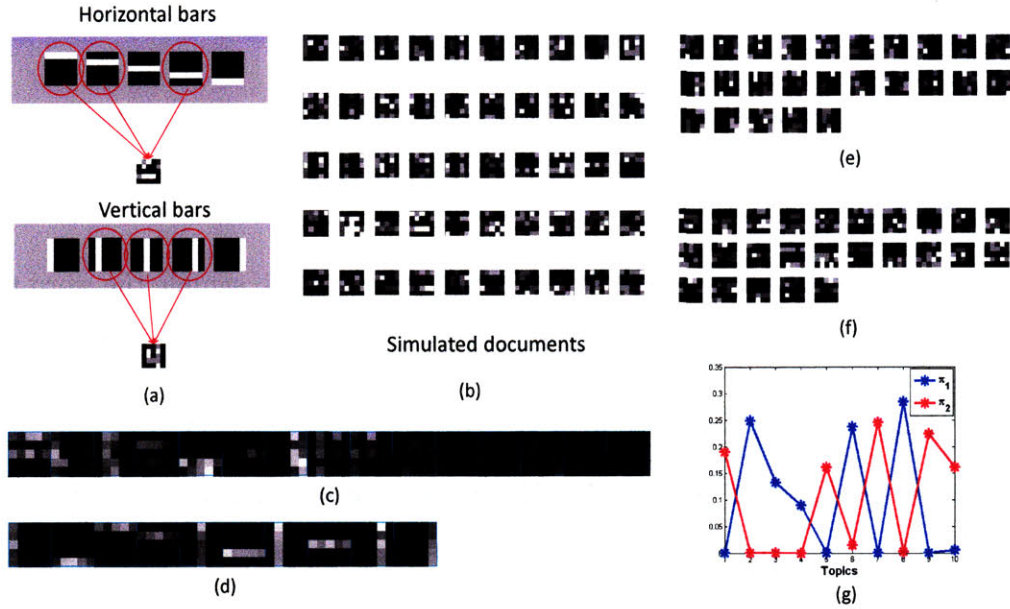 Horizontal bars
Vertical bars
(a)
Simulated documents
(b)
(c)
(d)
(e)
(f)
0.35
0.3
0.25
0.2
0.15
0.1
0.05
0
π1
π2
1 2 3 4 5 6 7 8 9 10
Topics
(g)